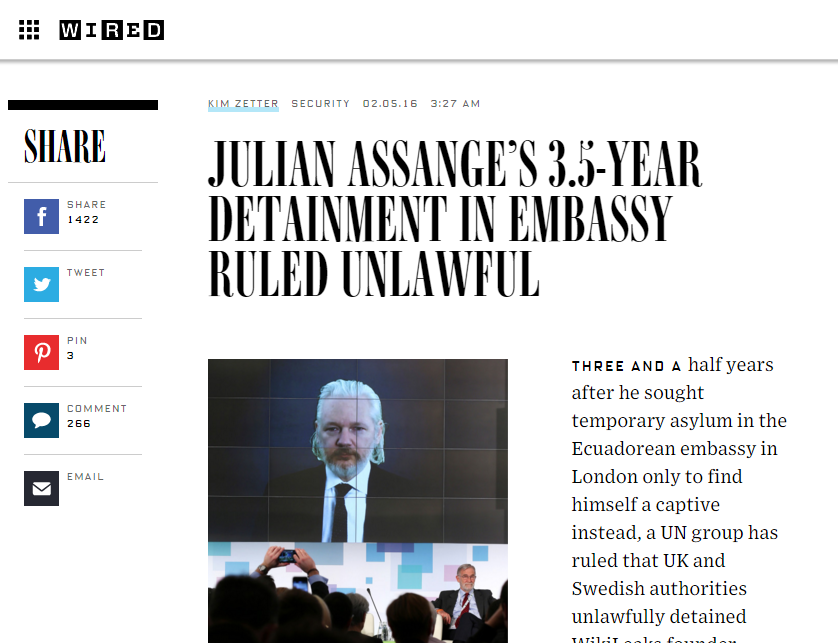 WIRED
KIM ZETTER SECURITY 02.05.16 3:27 AM
SHARE
SHARE
1422
TWEET
PIN
3
COMMENT
266
EMAIL
JULIAN ASSANGE'S 3.5-YEAR
DETAINMENT IN EMBASSY
RULED UNLAWFUL
THREE AND A half years
after he sought
temporary asylum in the
Ecuadorean embassy in
London only to find
himself a captive
instead, a UN group has
ruled that UK and
Swedish authorities
unlawfully detained
WikiLeaks founder